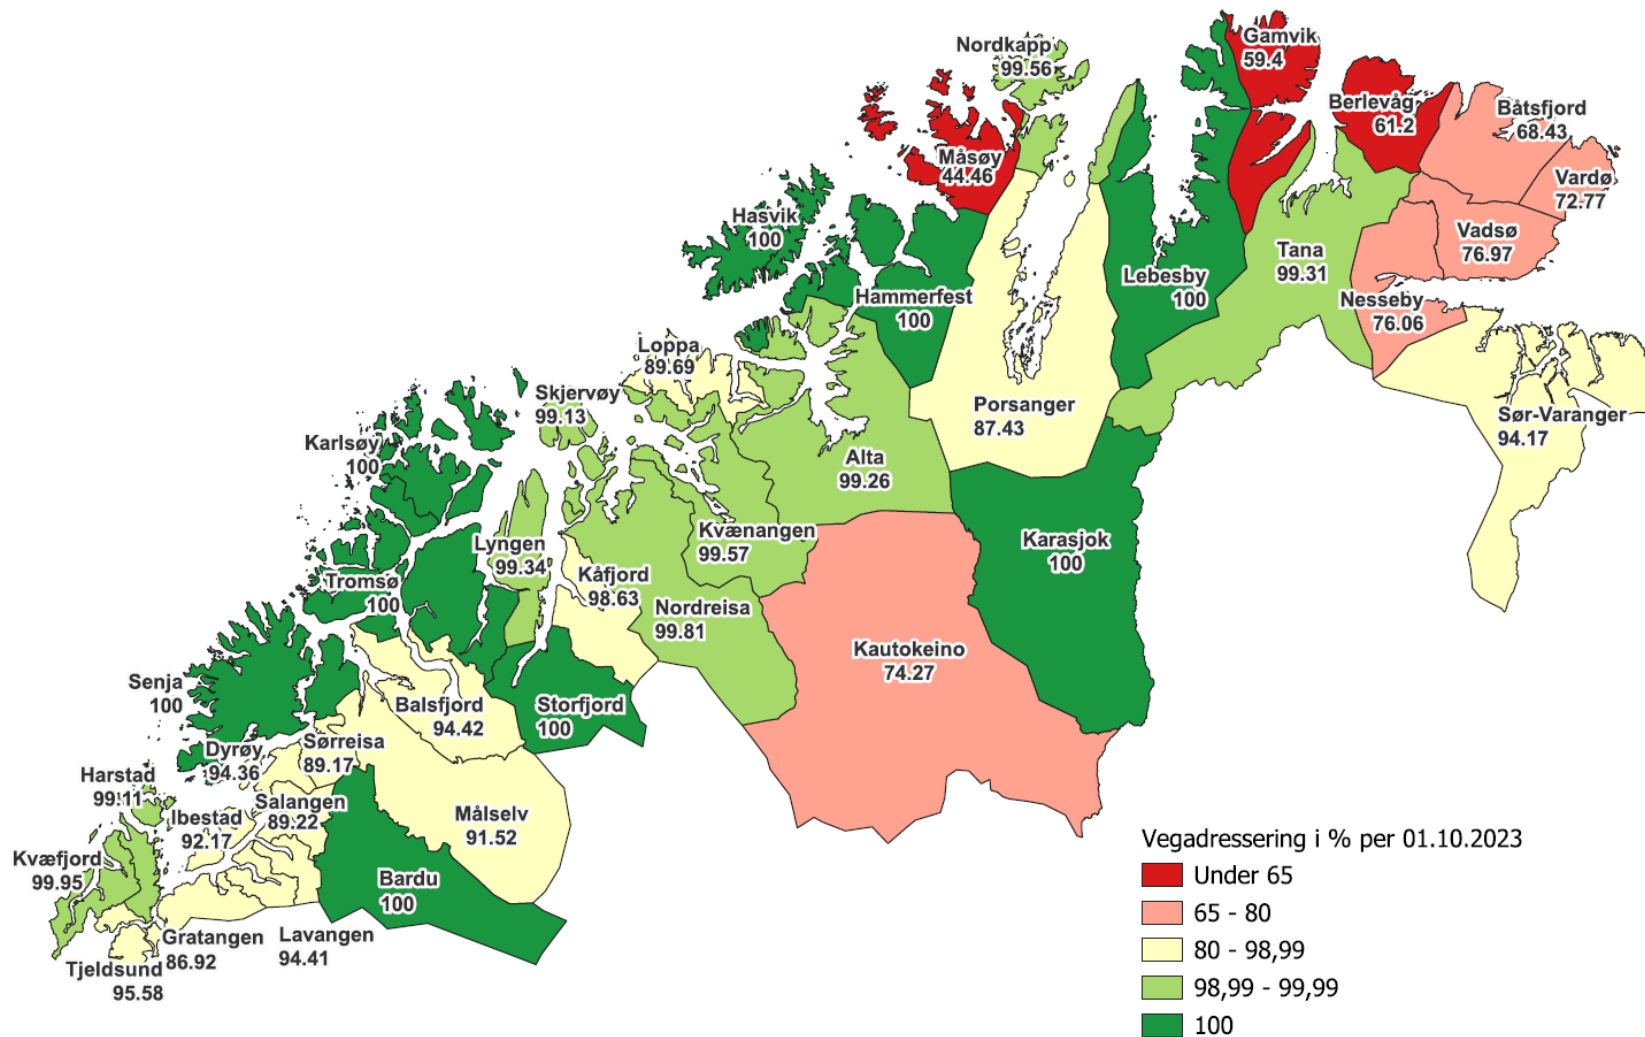 Nordkapp
99.56
Gamvik
59.4
Berlevåg
61.2
Båtsfjord
68.43
Måsøy
44.46
Vardø
72.77
Hasvik
100
Vadsø
76.97
Tana
99.31
Lebesby
100
Hammerfest
100
Nesseby
76.06
Loppa
89.69
Skjervøy
99.13
Porsanger
87.43
Sør-Varanger
94.17
Karlsøy
100
Alta
99.26
Kvænangen
99.57
Karasjok
100
Lyngen
99.34
Kåfjord
98.63
Tromsø
100
Nordreisa
99.81
Kautokeino
74.27
Senja
100
Balsfjord
94.42
Storfjord
100
Dyrøy
94.36
Sørreisa
89.17
Harstad
99.11
Salangen
89.22
Ibestad
92.17
Målselv
91.52
Kvæfjord
99.95
Bardu
100
Gratangen
86.92
Lavangen
94.41
Tjeldsund
95.58
Vegadressering i % per 01.10.2023
Under 65
65 - 80
80 - 98,99
98,99 - 99,99
100